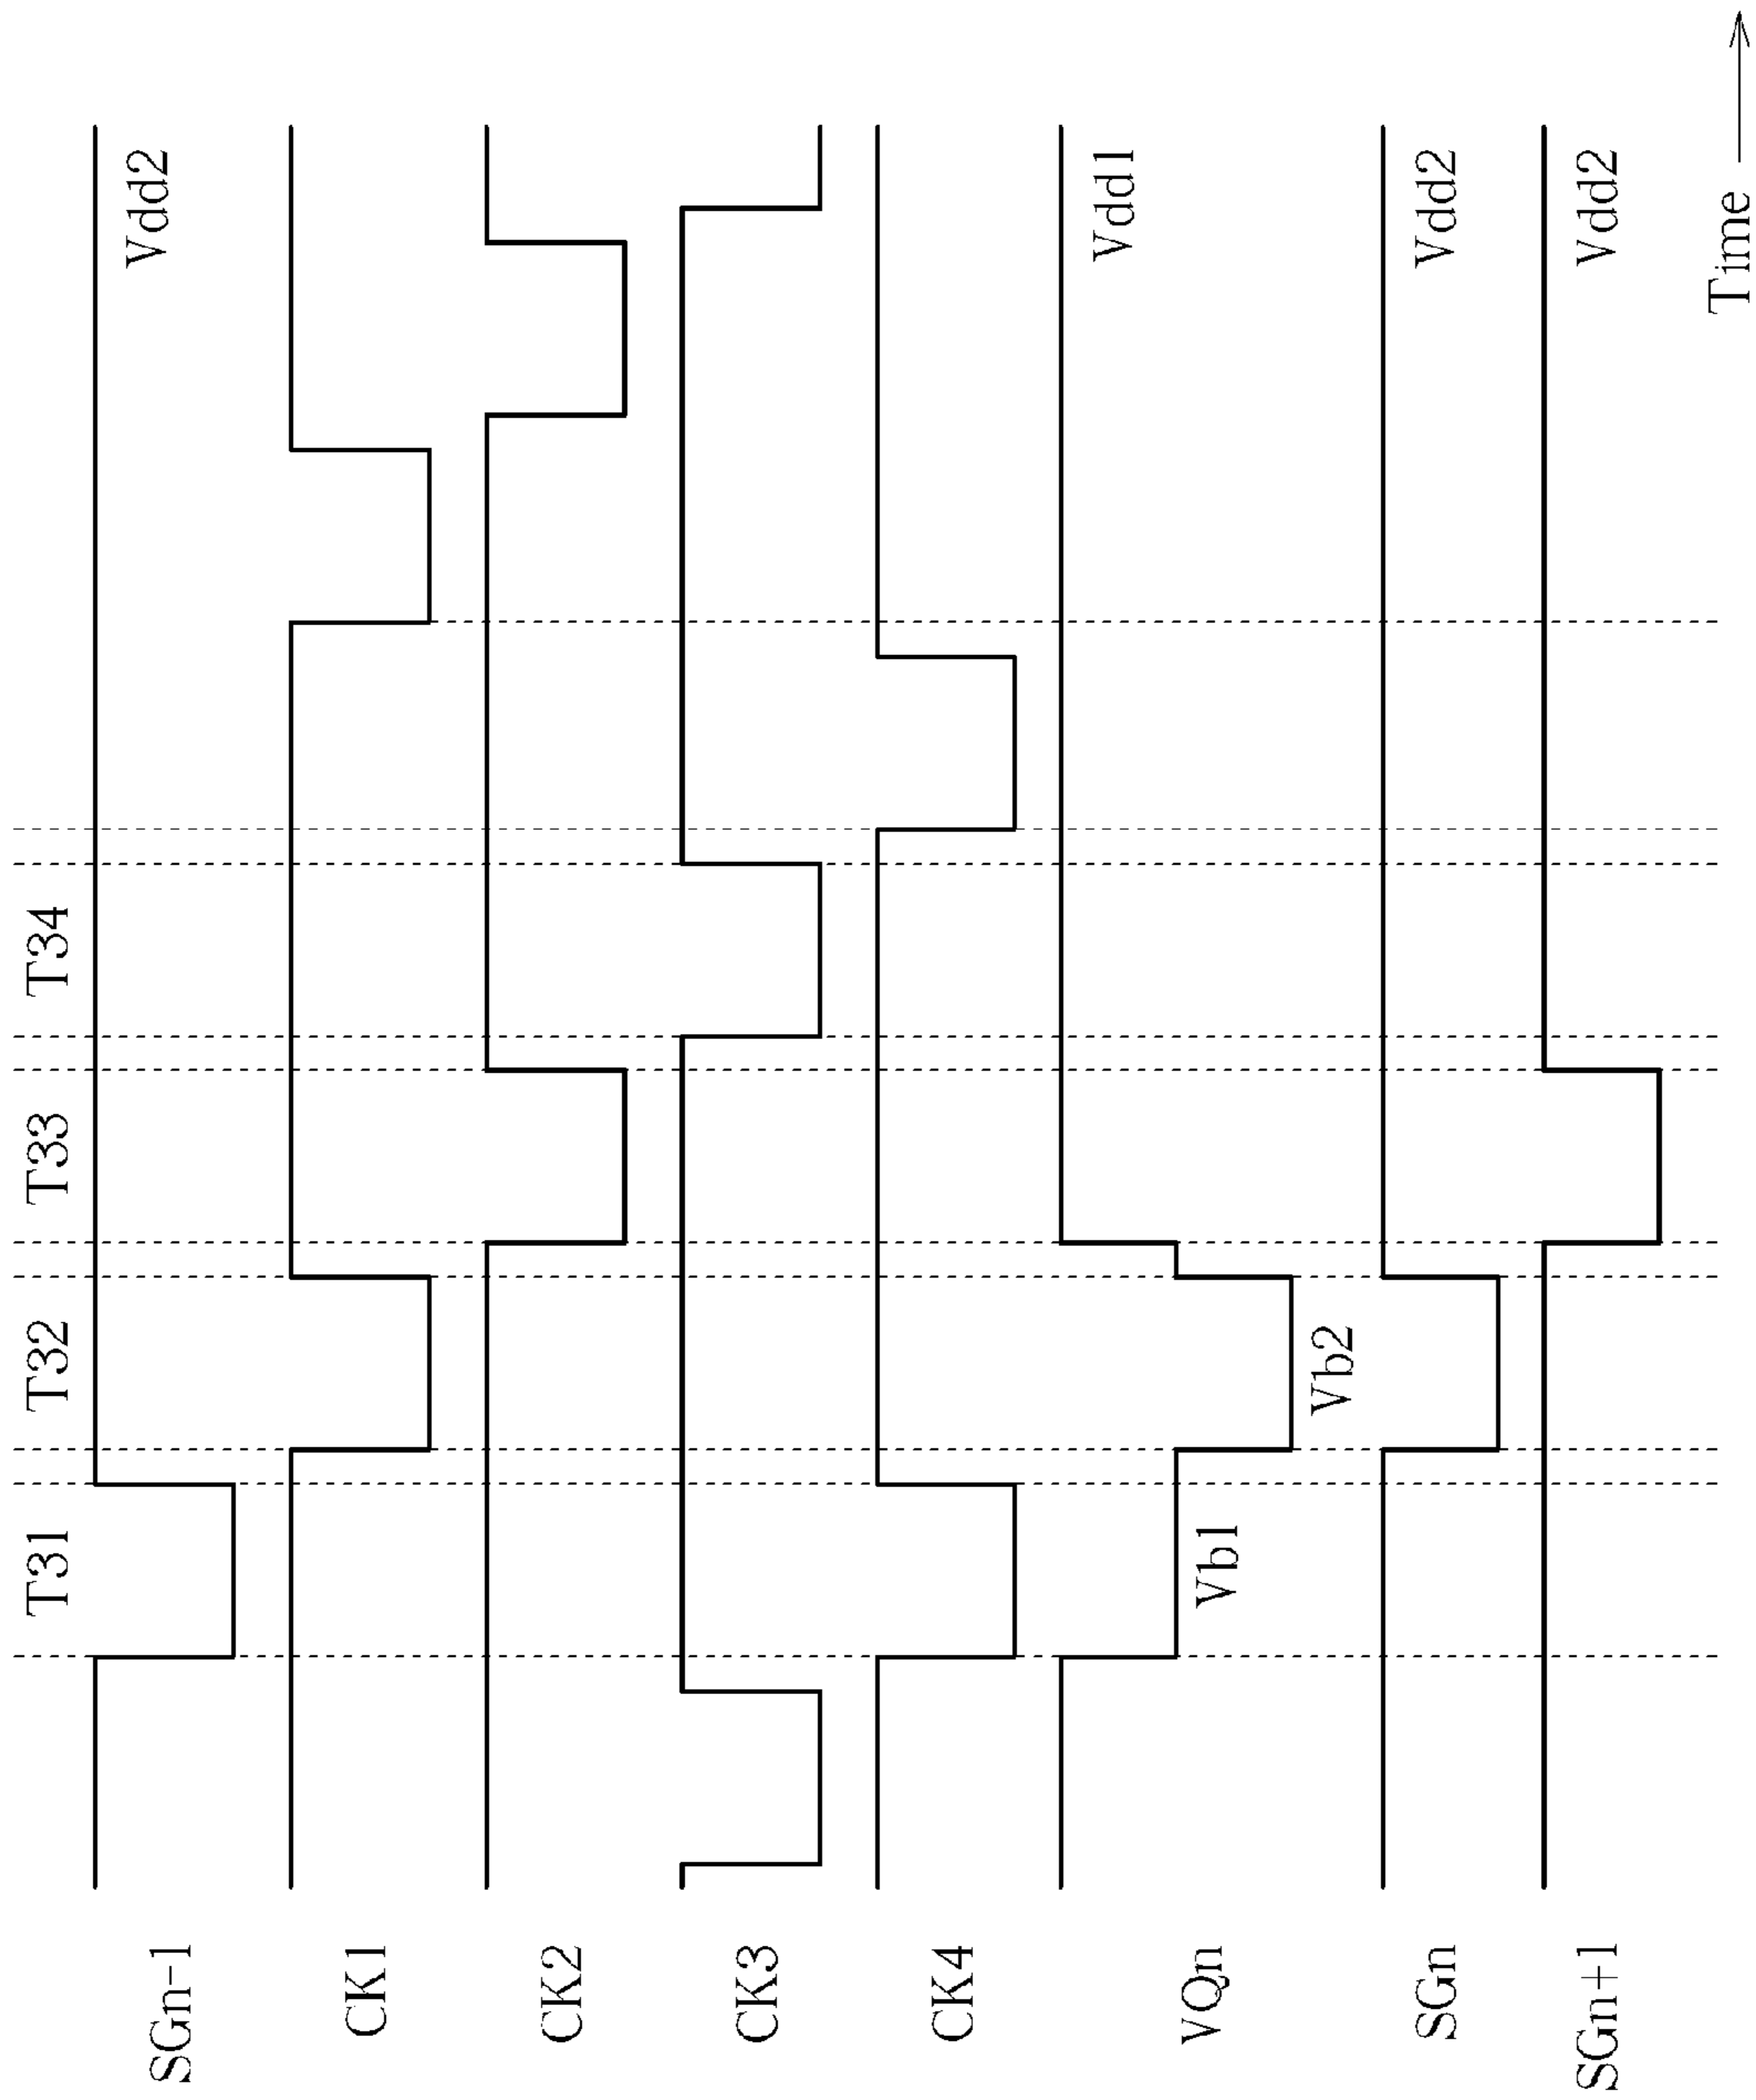 T31 T32 T33 T34
SGn-1
Vdd2
CK1
CK2
CK3
CK4
VQn
Vdd1
Vb1
Vb2
SGn
Vdd2
SGn+1
Vdd2
Time